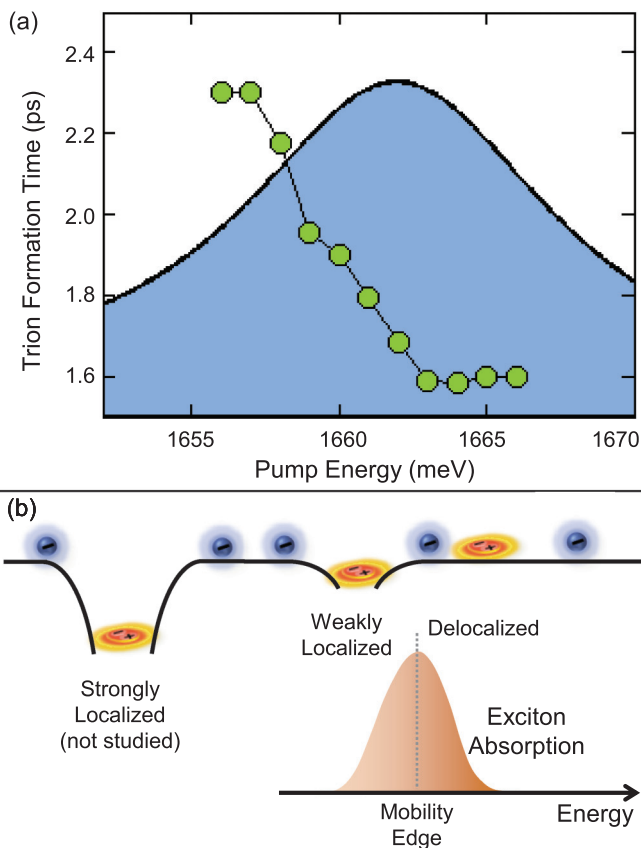 (a)
2.4
2.2
2.0
1.8
1.6
Trion Formation Time (ps)
1655
1660
1665
1670
Pump Energy (meV)
(b)
Strongly
Localized
(not studied)
Weakly
Localized
Delocalized
Exciton
Absorption
Mobility
Edge
Energy